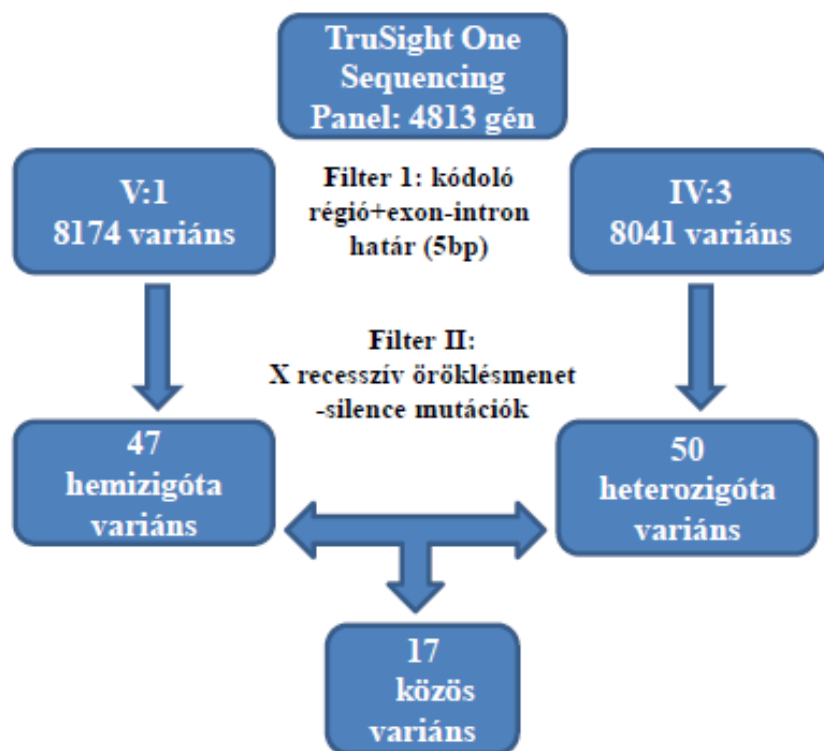 TruSight One
Sequencing
Panel: 4813 gén
V:1
8174 variáns
Filter 1: kódoló
régió+exon-intron
határ (5bp)
IV:3
8041 variáns
Filter II:
X recesszív öröklésmenet
-silence mutációk
47
hemizigóta
variáns
50
heterozigóta
variáns
17
közös
variáns